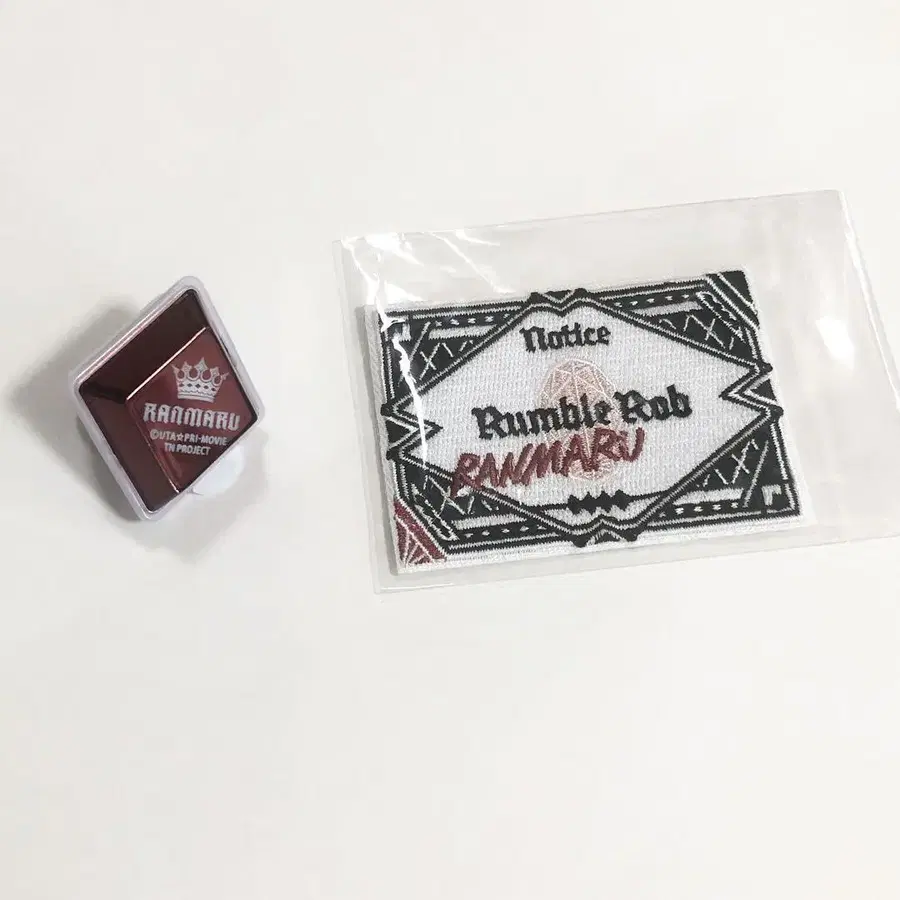 RANMARU
©UTA☆PRI-MOVIE
TN PROJECT
Notice
Rumble Rob
RANMARU